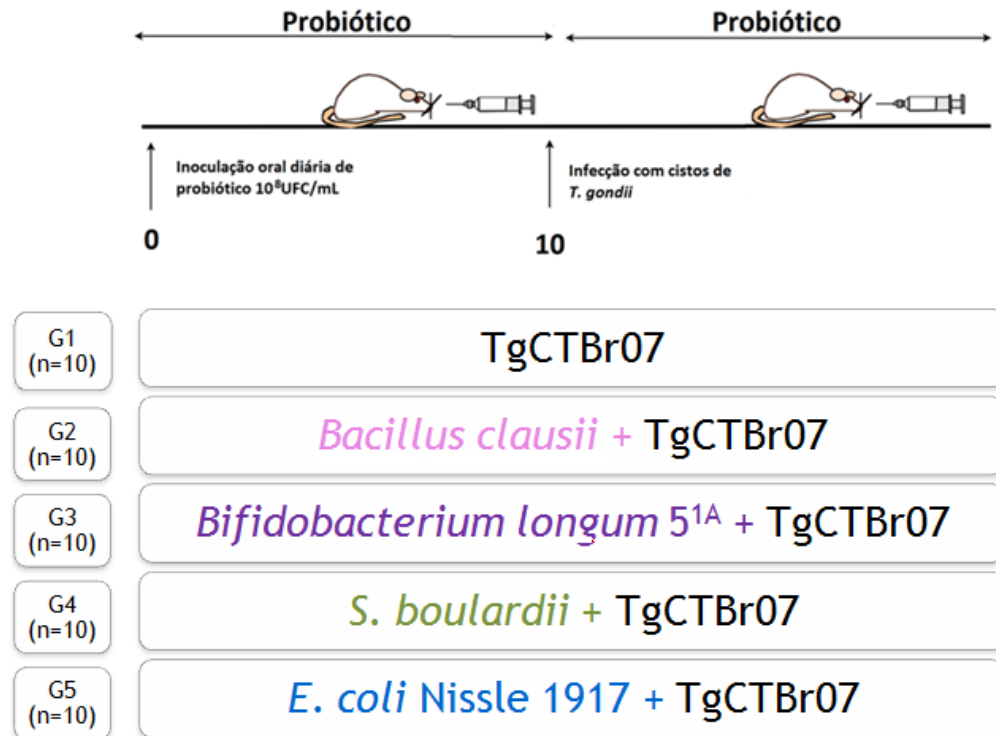 Probiótico
Probiótico
Inoculação oral diária de
probiótico 10⁸UFC/mL
Infecção com cistos de
T. gondii
0
10
G1
(n=10)
TgCTBr07
G2
(n=10)
Bacillus clausii + TgCTBr07
G3
(n=10)
Bifidobacterium longum 5¹ᴬ + TgCTBr07
G4
(n=10)
S. boulardii + TgCTBr07
G5
(n=10)
E. coli Nissle 1917 + TgCTBr07